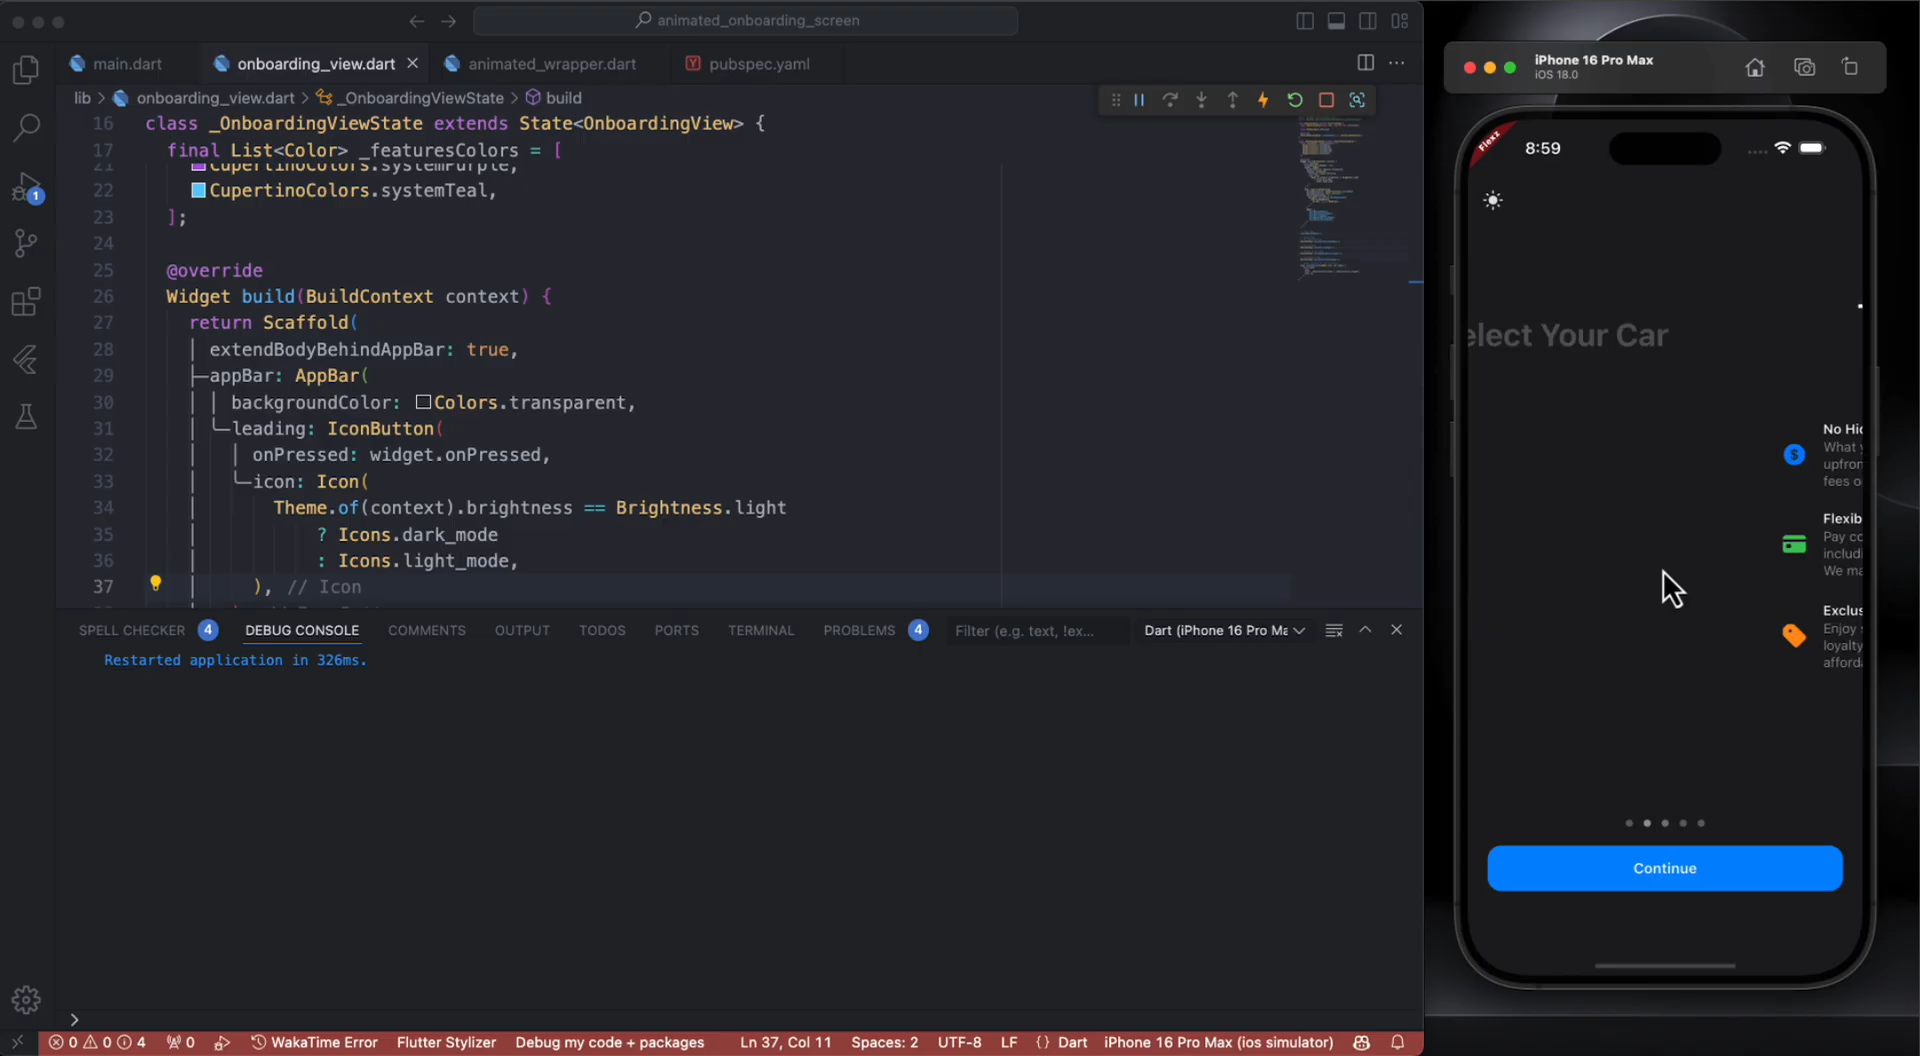 animated_onboarding_screen
main.dart
onboarding_view.dart
animated_wrapper.dart
pubspec.yaml
lib > onboarding_view.dart > _OnboardingViewState > build
16 class _OnboardingViewState extends State<OnboardingView> {
17 final List<Color> _featuresColors = [
21 CupertinoColors.systemPurple,
22 CupertinoColors.systemTeal,
23 ];
24
25 @override
26 Widget build(BuildContext context) {
27 return Scaffold(
28 extendBodyBehindAppBar: true,
29 appBar: AppBar(
30 backgroundColor: Colors.transparent,
31 leading: IconButton(
32 onPressed: widget.onPressed,
33 icon: Icon(
34 Theme.of(context).brightness == Brightness.light
35 ? Icons.dark_mode
36 : Icons.light_mode,
37 ), // Icon
1
SPELL CHECKER 4 DEBUG CONSOLE COMMENTS OUTPUT TODOS PORTS TERMINAL PROBLEMS 4 Filter (e.g. text, !ex... Dart (iPhone 16 Pro Ma
Restarted application in 326ms.
>
0 0 4 0 WakaTime Error Flutter Stylizer Debug my code + packages Ln 37, Col 11 Spaces: 2 UTF-8 LF {} Dart iPhone 16 Pro Max (ios simulator)
iPhone 16 Pro Max
iOS 18.0
Flexz
8:59
elect Your Car
$
No Hid
What y
upfron
fees o
Flexib
Pay co
includi
We ma
Exclus
Enjoy s
loyalty
afforda
Continue